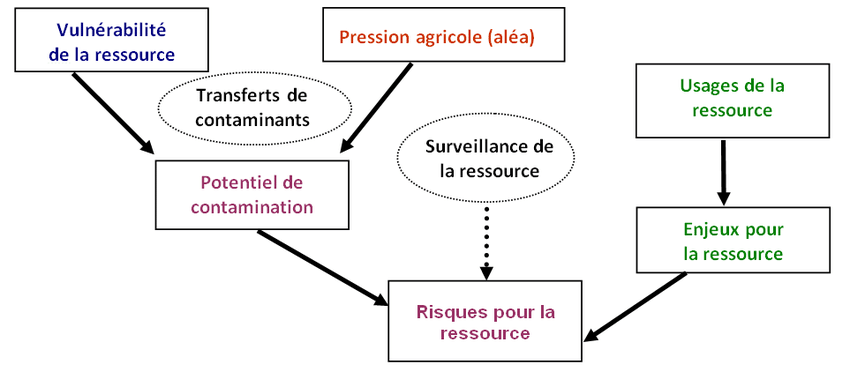 Vulnérabilité
de la ressource
Pression agricole (aléa)
Transferts de
contaminants
Usages de la
ressource
Surveillance de
la ressource
Potentiel de
contamination
Enjeux pour
la ressource
Risques pour la
ressource